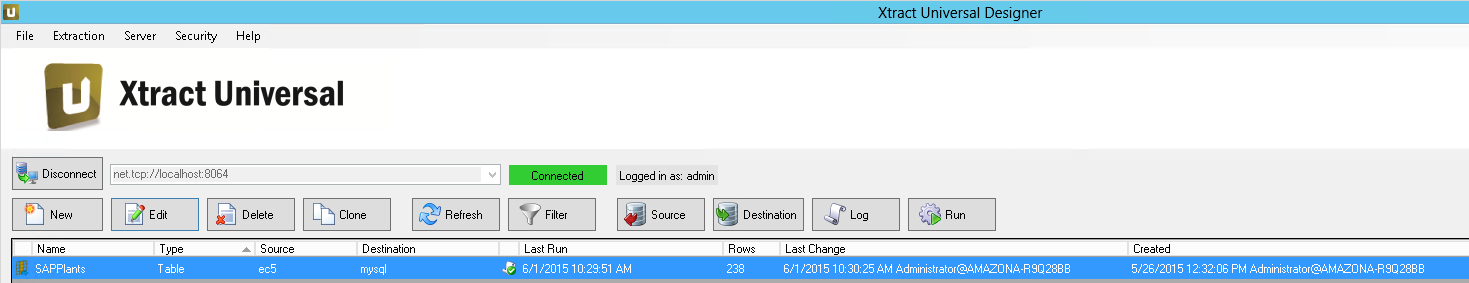 Xtract Universal Designer
File Extraction Server Security Help
Xtract Universal
Disconnect net.tcp://localhost:8064 Connected Logged in as: admin
New Edit Delete Clone Refresh Filter Source Destination Log Run
Name Type Source Destination Last Run Rows Last Change Created
SAPPlants Table ec5 mysql 6/1/2015 10:29:51 AM 238 6/1/2015 10:30:25 AM Administrator@AMAZONA-R9Q28BB 5/26/2015 12:32:06 PM Administrator@AMAZONA-R9Q28BB